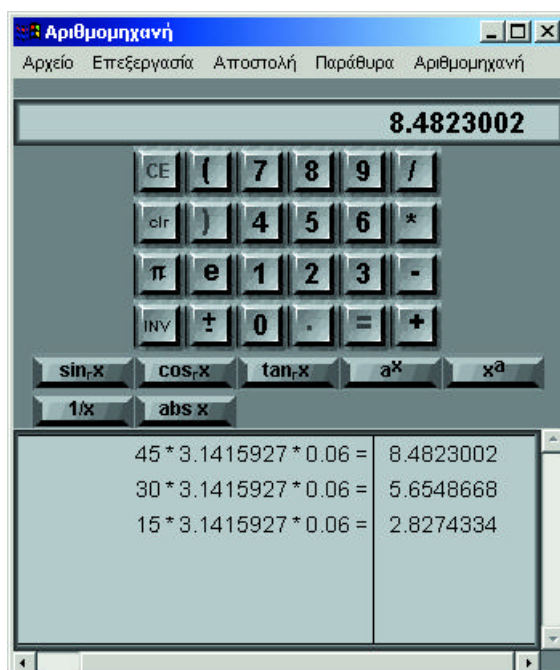 Αριθμομηχανή
Αρχείο Επεξεργασία Αποστολή Παράθυρα Αριθμομηχανή
8.4823002
CE ( 7 8 9 /
clr ) 4 5 6 *
π e 1 2 3 -
INV ± 0 . = +
sinᵣx cosᵣx tanᵣx aˣ xᵃ
1/x abs x
45 * 3.1415927 * 0.06 = 8.4823002
30 * 3.1415927 * 0.06 = 5.6548668
15 * 3.1415927 * 0.06 = 2.8274334